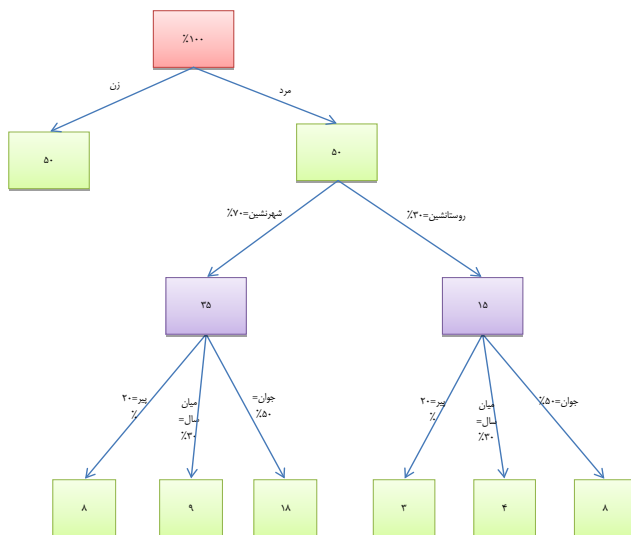 ٪۱۰۰
زن
مرد
۵۰
۵۰
شهرنشین=۷۰٪
روستانشین=۳۰٪
۳۵
۱۵
پیر=۲۰
٪
میان
سال=
۳۰٪
جوان=
۵۰٪
پیر=۲۰
٪
میان
سال=
۳۰٪
جوان=۵۰٪
۸
۹
۱۸
۳
۴
۸